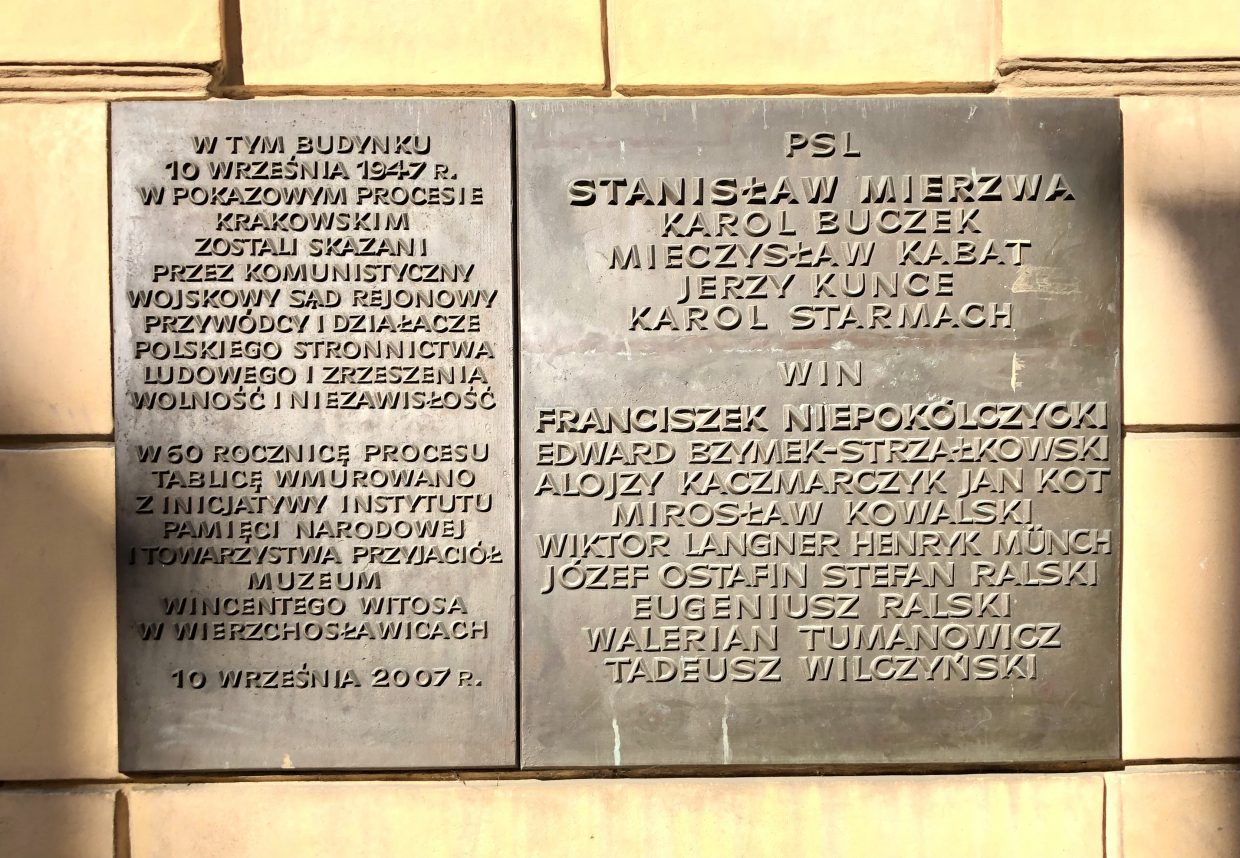 W TYM BUDYNKU
10 WRZEŚNIA 1947 R.
W POKAZOWYM PROCESIE
KRAKOWSKIM
ZOSTALI SKAZANI
PRZEZ KOMUNISTYCZNY
WOJSKOWY SĄD REJONOWY
PRZYWÓDCY I DZIAŁACZE
POLSKIEGO STRONNICTWA
LUDOWEGO I ZRZESZENIA
WOLNOŚĆ I NIEZAWISŁOŚĆ
W 60 ROCZNICĘ PROCESU
TABLICĘ WMUROWANO
Z INICJATYWY INSTYTUTU
PAMIĘCI NARODOWEJ
I TOWARZYSTWA PRZYJACIÓŁ
MUZEUM
WINCENTEGO WITOSA
W WIERZCHOSŁAWICACH
10 WRZEŚNIA 2007 R.
PSL
STANISŁAW MIERZWA
KAROL BUCZEK
MIECZYSŁAW KABAT
JERZY KUNCE
KAROL STARMACH
WIN
FRANCISZEK NIEPOKÓLCZYCKI
EDWARD BZYMEK-STRZAŁKOWSKI
ALOJZY KACZMARCZYK JAN KOT
MIROSŁAW KOWALSKI
WIKTOR LANGNER HENRYK MÜNCH
JÓZEF OSTAFIN STEFAN RALSKI
EUGENIUSZ RALSKI
WALERIAN TUMANOWICZ
TADEUSZ WILCZYŃSKI